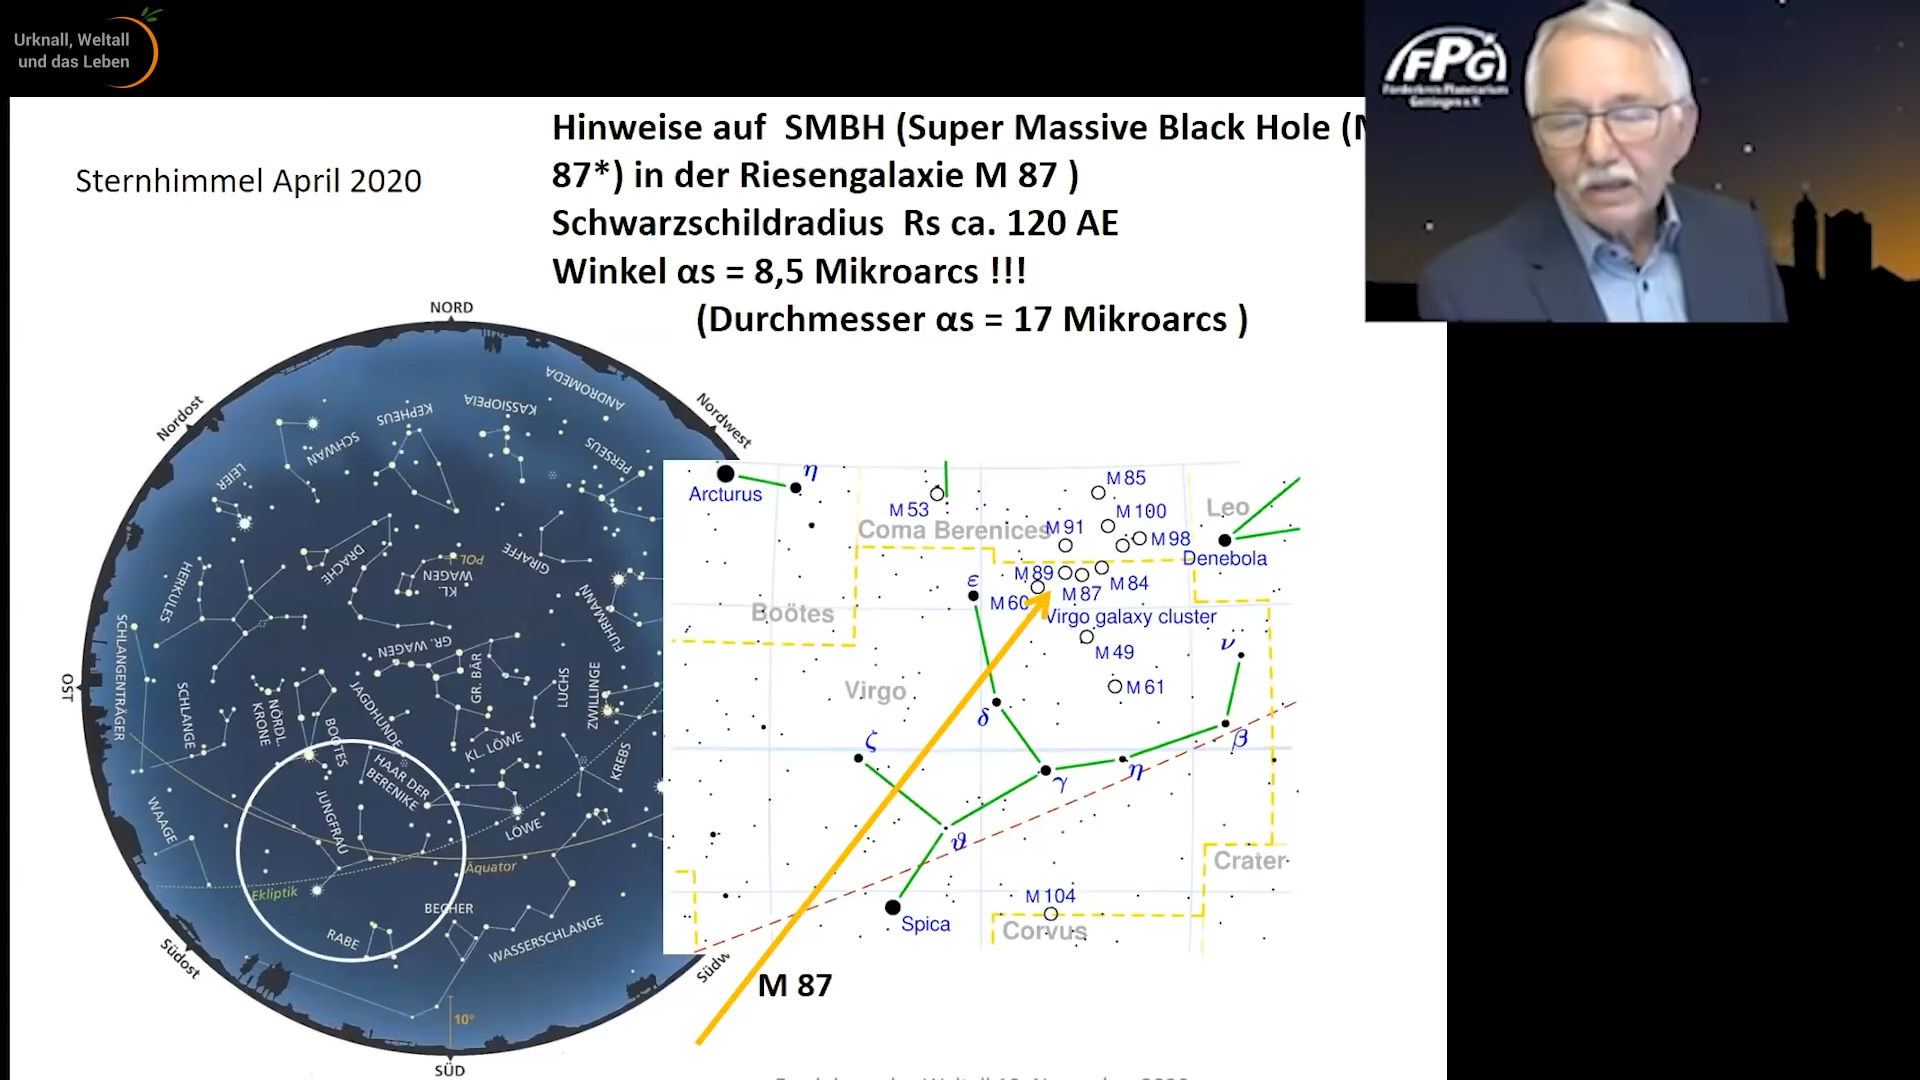 Urknall, Weltall
und das Leben
FPG
Förderkreis Planetarium
Göttingen e.V.
Hinweise auf SMBH (Super Massive Black Hole (
87*) in der Riesengalaxie M 87 )
Schwarzschildradius Rs ca. 120 AE
Winkel αs = 8,5 Mikroarcs !!!
(Durchmesser αs = 17 Mikroarcs )
Sternhimmel April 2020
NORD
Nordost
Nordwest
ANDROMEDA
KASSIOPEIA
KEPHEUS
SCHWAN
PERSEUS
LEIER
DRACHE
POL
KL.
WAGEN
GIRAFFE
HERKULES
FUHRMANN
SCHLANGENTRÄGER
GR. WAGEN
GR. BÄR
LUCHS
ZWILLINGE
OST
SCHLANGE
NÖRDL.
KRONE
BOOTES
JAGDHUNDE
KL. LÖWE
KREBS
HAAR DER
BERENIKE
WAAGE
JUNGFRAU
LÖWE
Äquator
Ekliptik
BECHER
RABE
WASSERSCHLANGE
Südost
Südw
10°
SÜD
Arcturus
η
M 53
Coma Berenices
M 85
M 100
M 91
M 98
Leo
Denebola
ε
M 89
M 84
M 60
M 87
Virgo galaxy cluster
Boötes
M 49
ν
Virgo
M 61
δ
ζ
β
γ
η
ϑ
Crater
M 104
Spica
Corvus
M 87